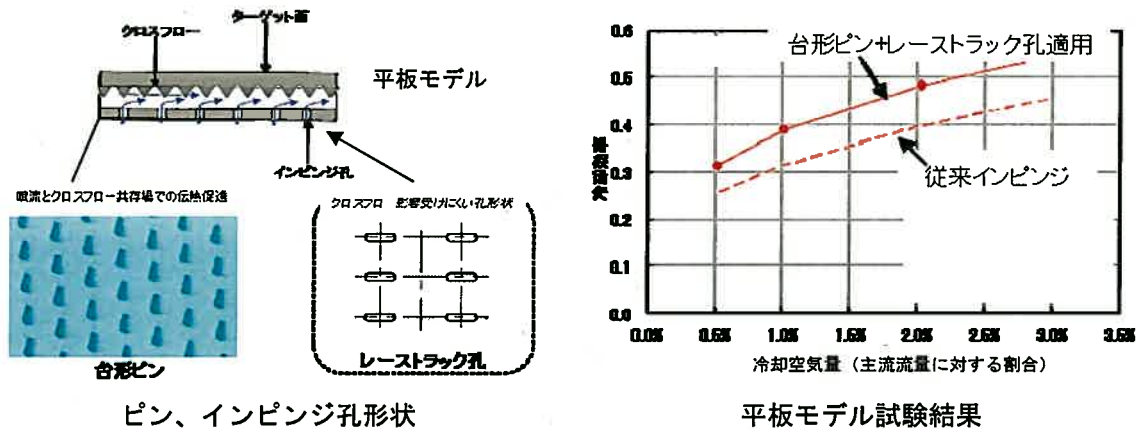 ターゲット面
クロスフロー
平板モデル
インピンジ孔
噴流とクロスフロー共存場での伝熱促進
クロスフロー 影響受けにくい孔形状
台形ピン
レーストラック孔
ピン、インピンジ孔形状
0.6
0.5
0.4
0.3
0.2
0.1
0.0
冷却効率
台形ピン+レーストラック孔適用
従来インピンジ
0.0% 0.5% 1.0% 1.5% 2.0% 2.5% 3.0% 3.5%
冷却空気量（主流流量に対する割合）
平板モデル試験結果